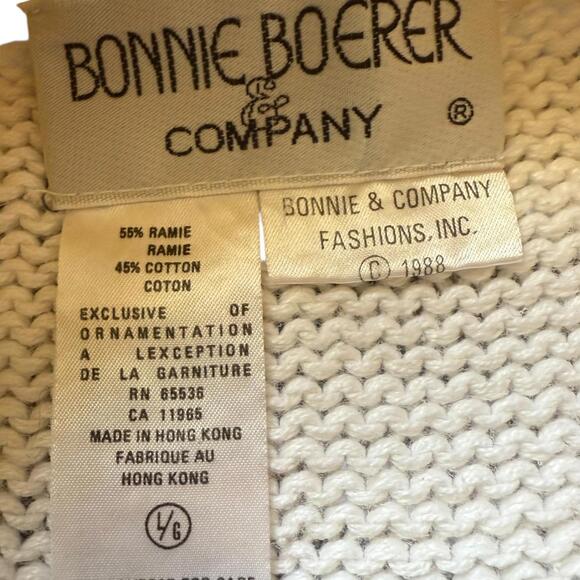 BONNIE BOERER
&
COMPANY ®
55% RAMIE
RAMIE
45% COTTON
COTON
EXCLUSIVE OF
ORNAMENTATION
A LEXCEPTION
DE LA GARNITURE
RN 65536
CA 11965
MADE IN HONG KONG
FABRIQUE AU
HONG KONG
L/G
BONNIE & COMPANY
FASHIONS, INC.
© 1988